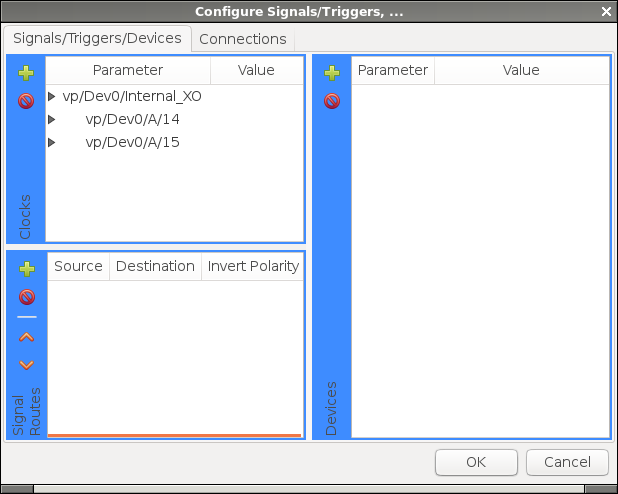 Configure Signals/Triggers, ...
Signals/Triggers/Devices
Connections
Parameter
Value
vp/Dev0/Internal_XO
vp/Dev0/A/14
vp/Dev0/A/15
Clocks
Source
Destination
Invert Polarity
Signal
Routes
Parameter
Value
Devices
OK
Cancel